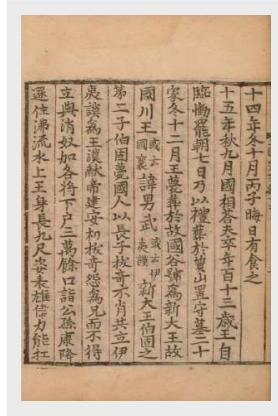 十四年冬十月丙子晦日有食之
十五年秋九月國相荅夫卒年百十三歲王自
臨慟罷朝七日乃以禮葬於質山置守墓二十
家冬十二月王薨葬於故國谷號爲新大王故
國川王或云國襄諱男武或云伊夷謨新大王伯固之
第二子伯固薨國人以長子拔奇不肖共立伊
夷謨爲王漢獻帝建安初拔奇怨爲兄而不得
立與消奴加各將下戶三萬餘口詣公孫康降
還住沸流水上王身長九尺姿表雄偉力能扛